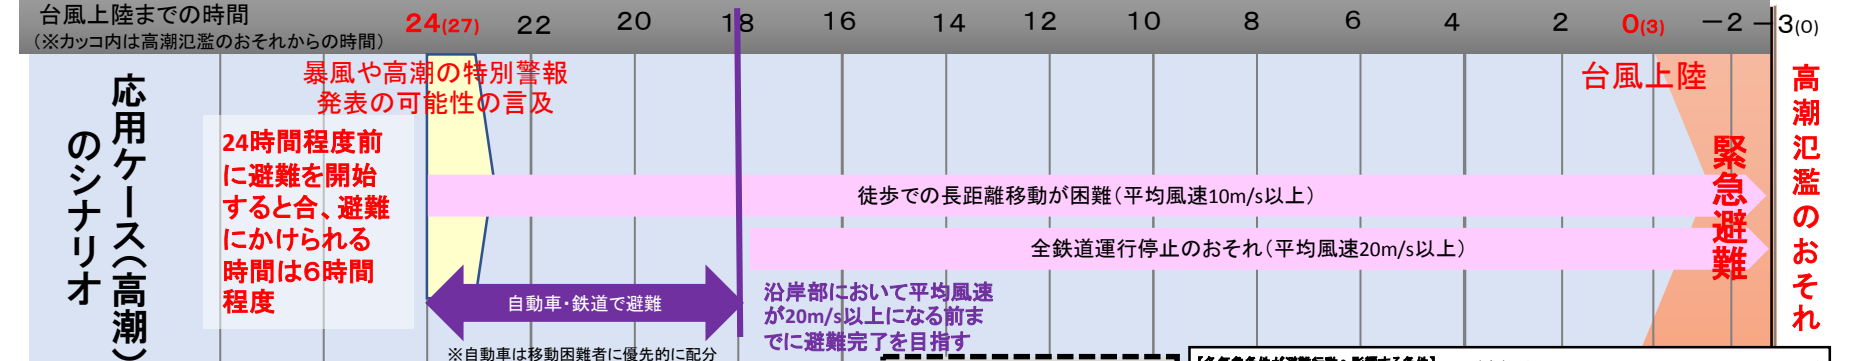 台風上陸までの時間
(※カッコ内は高潮氾濫のおそれからの時間)
24(27) 22 20 18 16 14 12 10 8 6 4 2 0(3) －2 －3(0)
応用ケース(高潮)
のシナリオ
暴風や高潮の特別警報
発表の可能性の言及
24時間程度前
に避難を開始
すると合、避難
にかけられる
時間は6時間
程度
台風上陸
緊急避難
高潮氾濫のおそれ
徒歩での長距離移動が困難(平均風速10m/s以上)
全鉄道運行停止のおそれ(平均風速20m/s以上)
自動車・鉄道で避難
沿岸部において平均風速
が20m/s以上になる前ま
でに避難完了を目指す
※自動車は移動困難者に優先的に配分